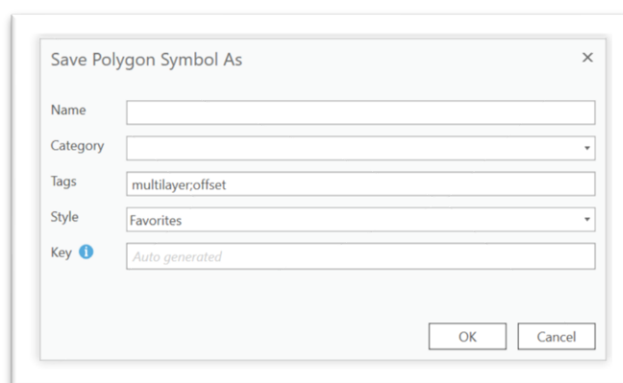 Save Polygon Symbol As
Name
Category
Tags multilayer;offset
Style Favorites
Key Auto generated
OK Cancel